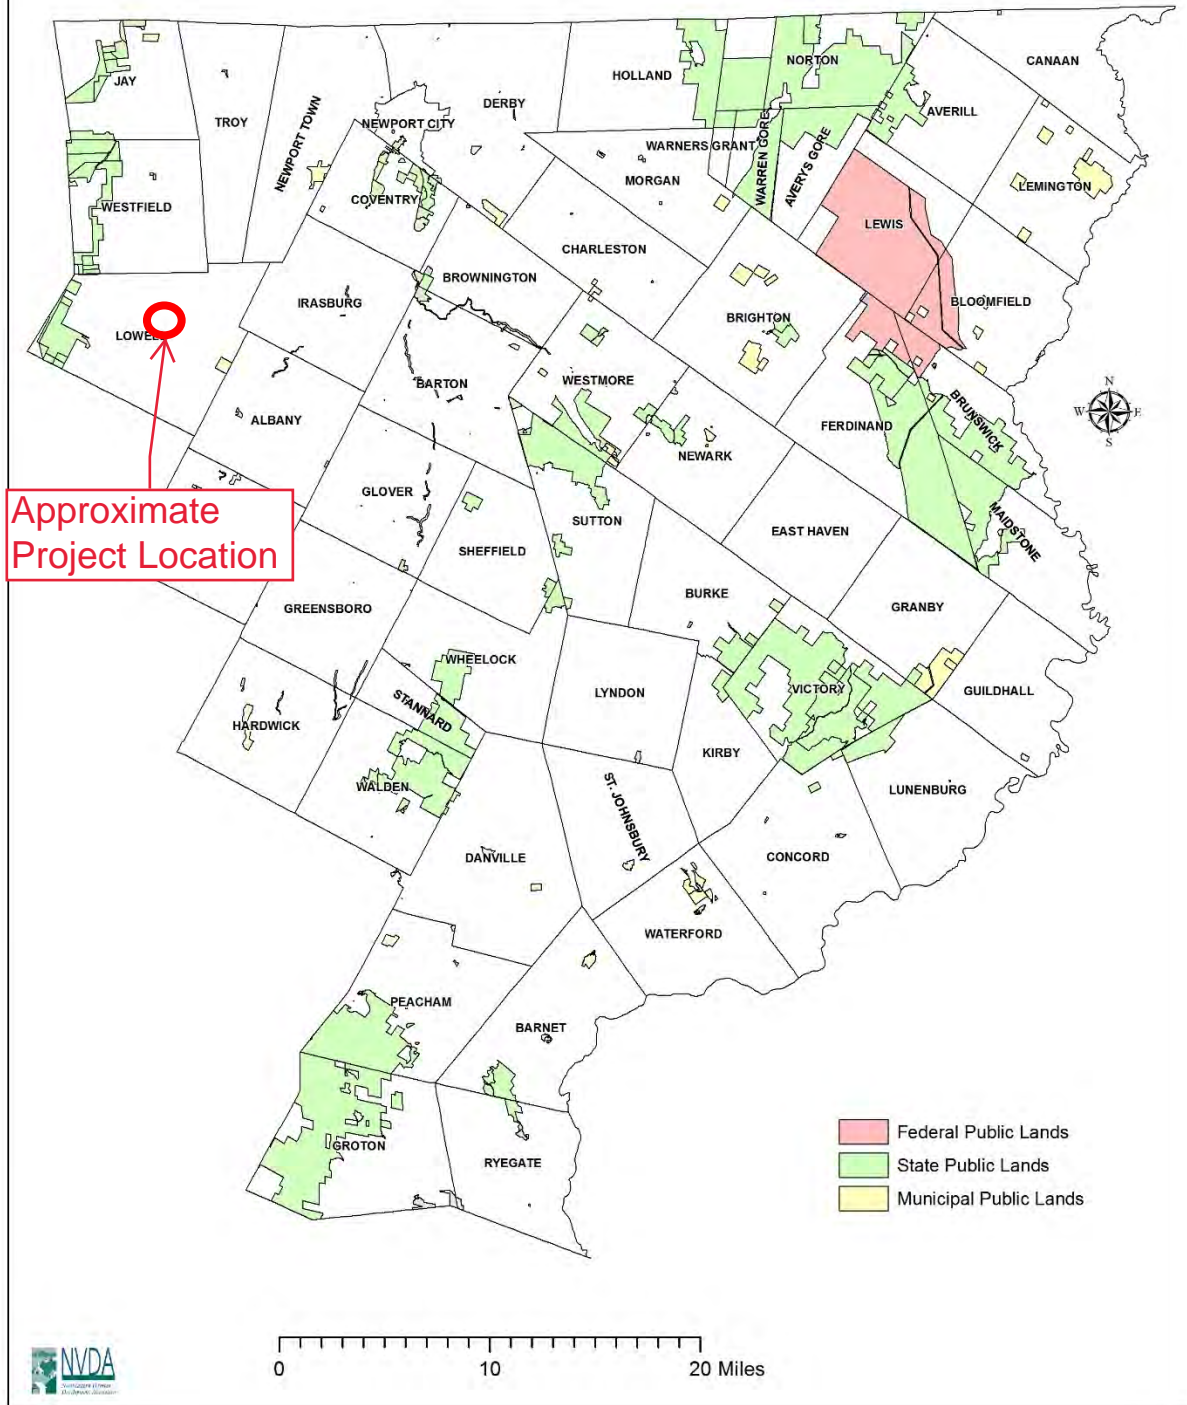 JAY
TROY
NEWPORT TOWN
NEWPORT CITY
DERBY
HOLLAND
NORTON
CANAAN
AVERILL
WARNERS GRANT
WARREN GORE
AVERYS GORE
MORGAN
LEMINGTON
WESTFIELD
COVENTRY
LEWIS
CHARLESTON
BROWNINGTON
IRASBURG
BLOOMFIELD
BRIGHTON
LOWELL
BARTON
WESTMORE
N
W E
S
ALBANY
FERDINAND
BRUNSWICK
NEWARK
GLOVER
Approximate
Project Location
SUTTON
EAST HAVEN
MAIDSTONE
SHEFFIELD
GREENSBORO
BURKE
GRANBY
WHEELOCK
LYNDON
VICTORY
GUILDHALL
STANNARD
HARDWICK
KIRBY
WALDEN
ST. JOHNSBURY
LUNENBURG
DANVILLE
CONCORD
WATERFORD
PEACHAM
BARNET
GROTON
RYEGATE
Federal Public Lands
State Public Lands
Municipal Public Lands
0 10 20 Miles
NVDA